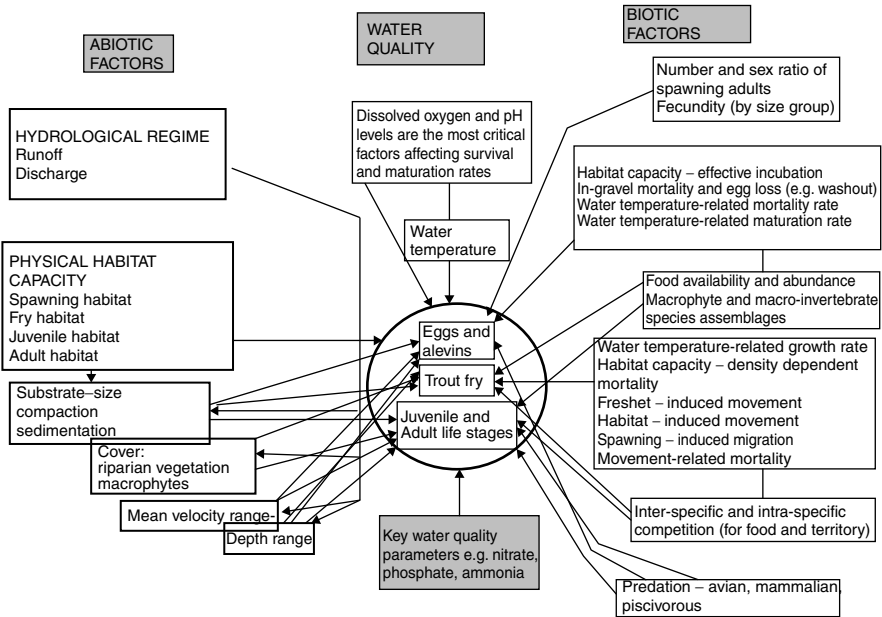 ABIOTIC
FACTORS
WATER
QUALITY
BIOTIC
FACTORS
HYDROLOGICAL REGIME
Runoff
Discharge
PHYSICAL HABITAT
CAPACITY
Spawning habitat
Fry habitat
Juvenile habitat
Adult habitat
Substrate–size
compaction
sedimentation
Cover:
riparian vegetation
macrophytes
Mean velocity range-
Depth range
Dissolved oxygen and pH
levels are the most critical
factors affecting survival
and maturation rates
Water
temperature
Eggs and
alevins
Trout fry
Juvenile and
Adult life stages
Key water quality
parameters e.g. nitrate,
phosphate, ammonia
Number and sex ratio of
spawning adults
Fecundity (by size group)
Habitat capacity – effective incubation
In-gravel mortality and egg loss (e.g. washout)
Water temperature-related mortality rate
Water temperature-related maturation rate
Food availability and abundance
Macrophyte and macro-invertebrate
species assemblages
Water temperature-related growth rate
Habitat capacity – density dependent
mortality
Freshet – induced movement
Habitat – induced movement
Spawning – induced migration
Movement-related mortality
Inter-specific and intra-specific
competition (for food and territory)
Predation – avian, mammalian,
piscivorous